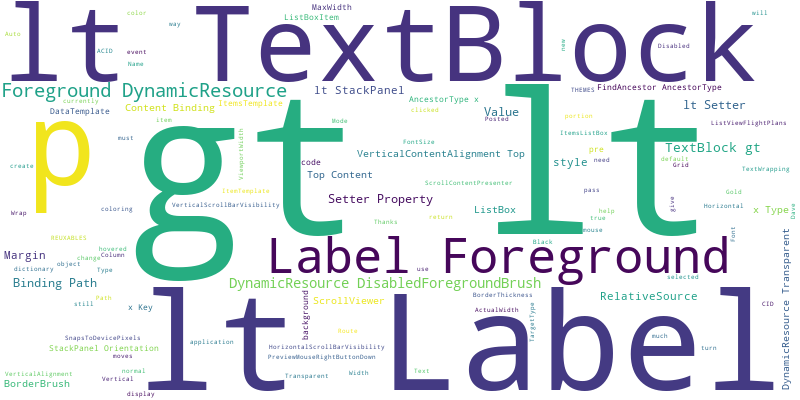 lt TextBlock
Auto
color
way
ListBoxItem
MaxWidth
will
ACID
event
Name
new
Disabled
Foreground DynamicResource
lt StackPanel
THEMES
FindAncestor AncestorType
currently
DataTemplate
Content Binding
ItemsTemplate
AncestorType x
clicked
Value
portion
lt Setter
p
gt
lt
item
Mode
Posted
ListViewFlightPlans
create
must
ViewportWidth
code
VerticalContentAlignment Top
FontSize
ItemsListBox
pre
TextBlock gt
style
need
Grid
default
TextWrapping
Top Content
ScrollContentPresenter
ItemTemplate
pass
Gold
Setter Property
Wrap
coloring
VerticalScrollBarVisibility
ListBox
give
Horizontal
x Type
Dave
Thanks
return
true
help
mouse
Font
REUXABLES
hovered
change
Column
Margin
Black
Label Foreground
dictionary
object
Type
use
selected
Binding Path
still
Path
x Key
DynamicResource DisabledForegroundBrush
ScrollViewer
BorderThickness
RelativeSource
CID
DynamicResource Transparent
background
ActualWidth
TargetType
lt Label
SnapsToDevicePixels
StackPanel Orientation
moves
application
Route
HorizontalScrollBarVisibility
PreviewMouseRightButtonDown
much
turn
VerticalAlignment
normal
BorderBrush
Vertical
Transparent
Width
Text
display